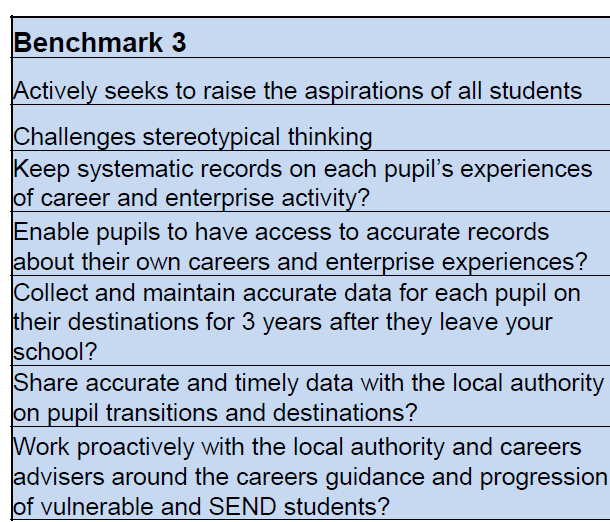 Benchmark 3
Actively seeks to raise the aspirations of all students
Challenges stereotypical thinking
Keep systematic records on each pupil's experiences
of career and enterprise activity?
Enable pupils to have access to accurate records
about their own careers and enterprise experiences?
Collect and maintain accurate data for each pupil on
their destinations for 3 years after they leave your
school?
Share accurate and timely data with the local authority
on pupil transitions and destinations?
Work proactively with the local authority and careers
advisers around the careers guidance and progression
of vulnerable and SEND students?